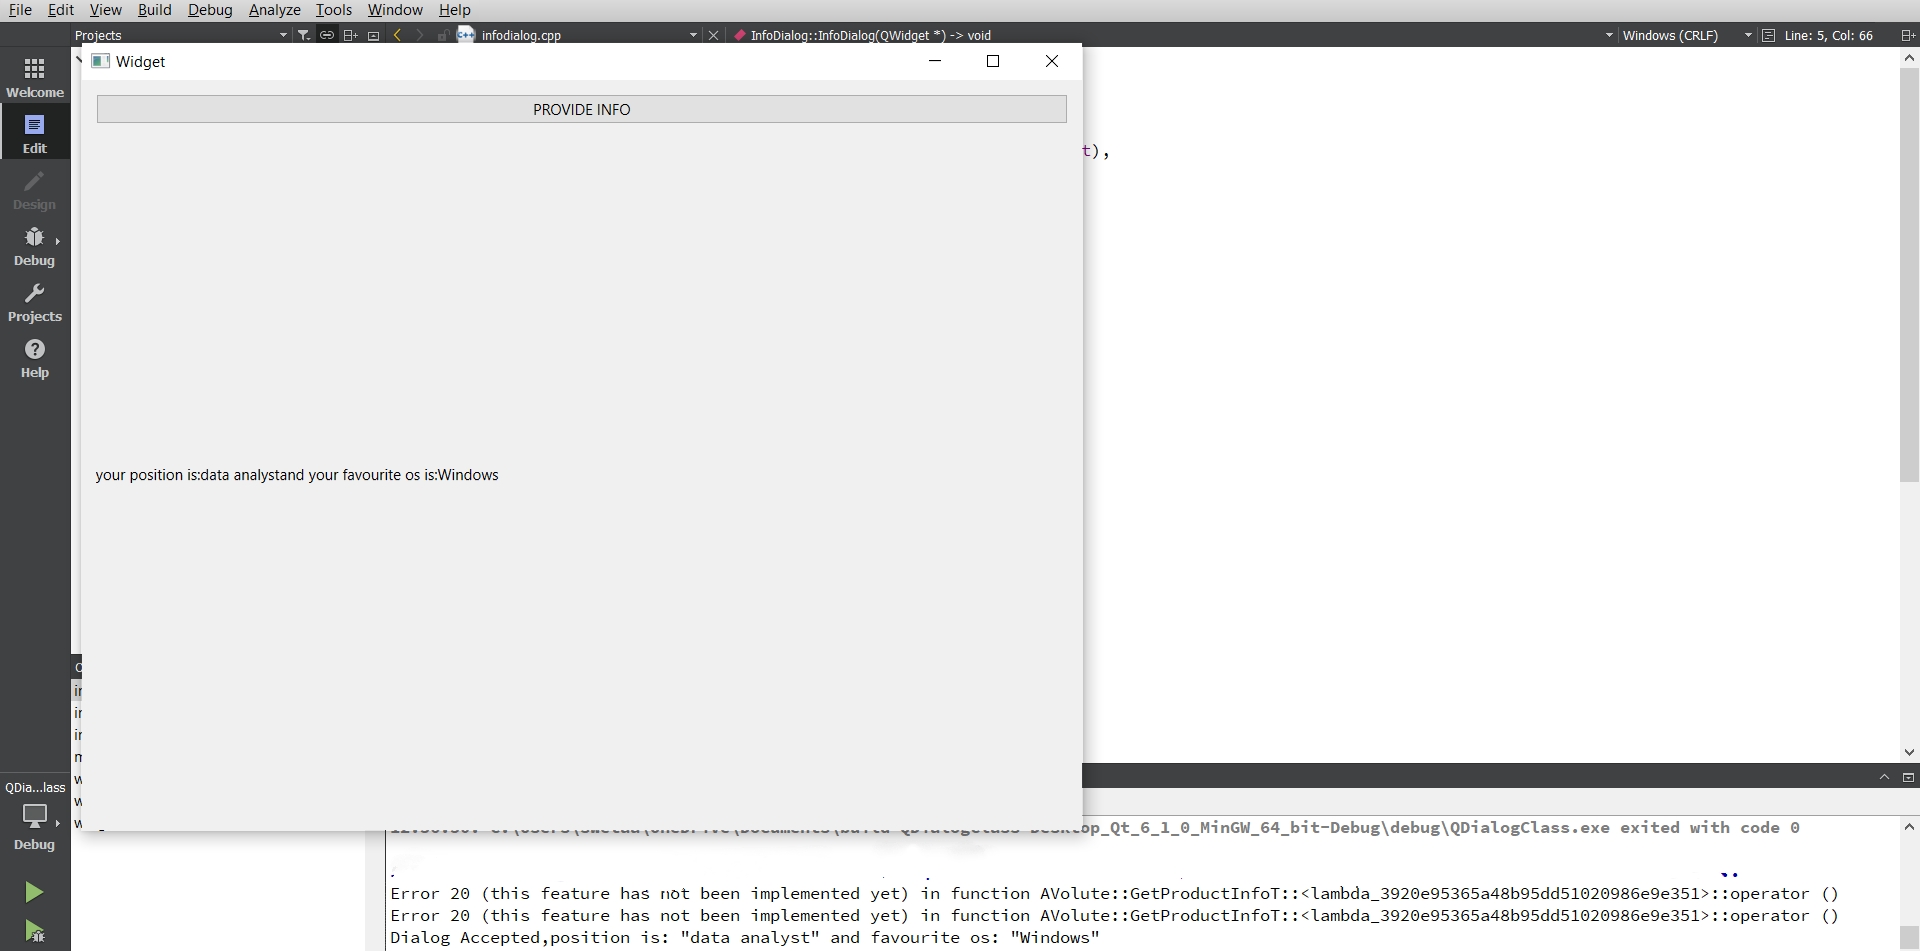 File Edit View Build Debug Analyze Tools Window Help
Projects infodialog.cpp InfoDialog::InfoDialog(QWidget *) -> void Windows (CRLF) Line: 5, Col: 66
Widget
Welcome
PROVIDE INFO
Edit
t),
Design
Debug
Projects
Help
your position is:data analystand your favourite os is:Windows
QDia...lass
Debug
Desktop_Qt_6_1_0_MinGW_64_bit-Debug\debug\QDialogClass.exe exited with code 0
Error 20 (this feature has not been implemented yet) in function AVolute::GetProductInfoT::<lambda_3920e95365a48b95dd51020986e9e351>::operator ()
Error 20 (this feature has not been implemented yet) in function AVolute::GetProductInfoT::<lambda_3920e95365a48b95dd51020986e9e351>::operator ()
Dialog Accepted,position is: "data analyst" and favourite os: "Windows"